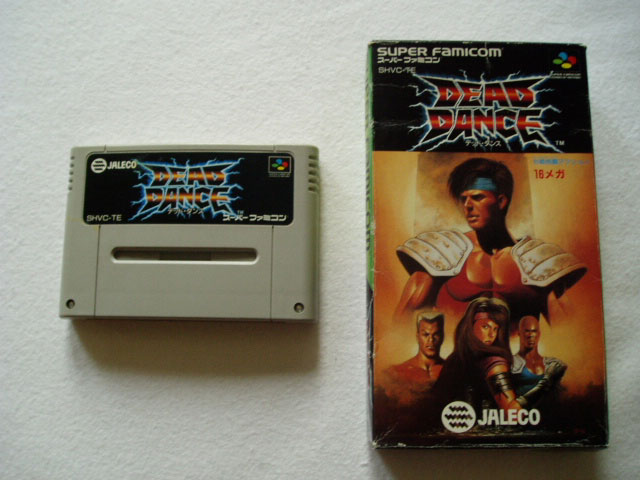 JALECO
DEAD
DANCE
™
デッド・ダンス
SHVC-TE
スーパーファミコン
SUPER FAMICOM
スーパーファミコン
SHVC-TE
DEAD
DANCE
™
デッド・ダンス
16メガ
JALECO